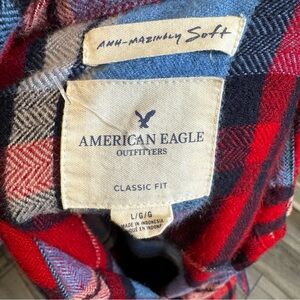 AHH-MAZINGLY Soft
AMERICAN EAGLE
OUTFITTERS
CLASSIC FIT
L/G/G
MADE IN INDONESIA